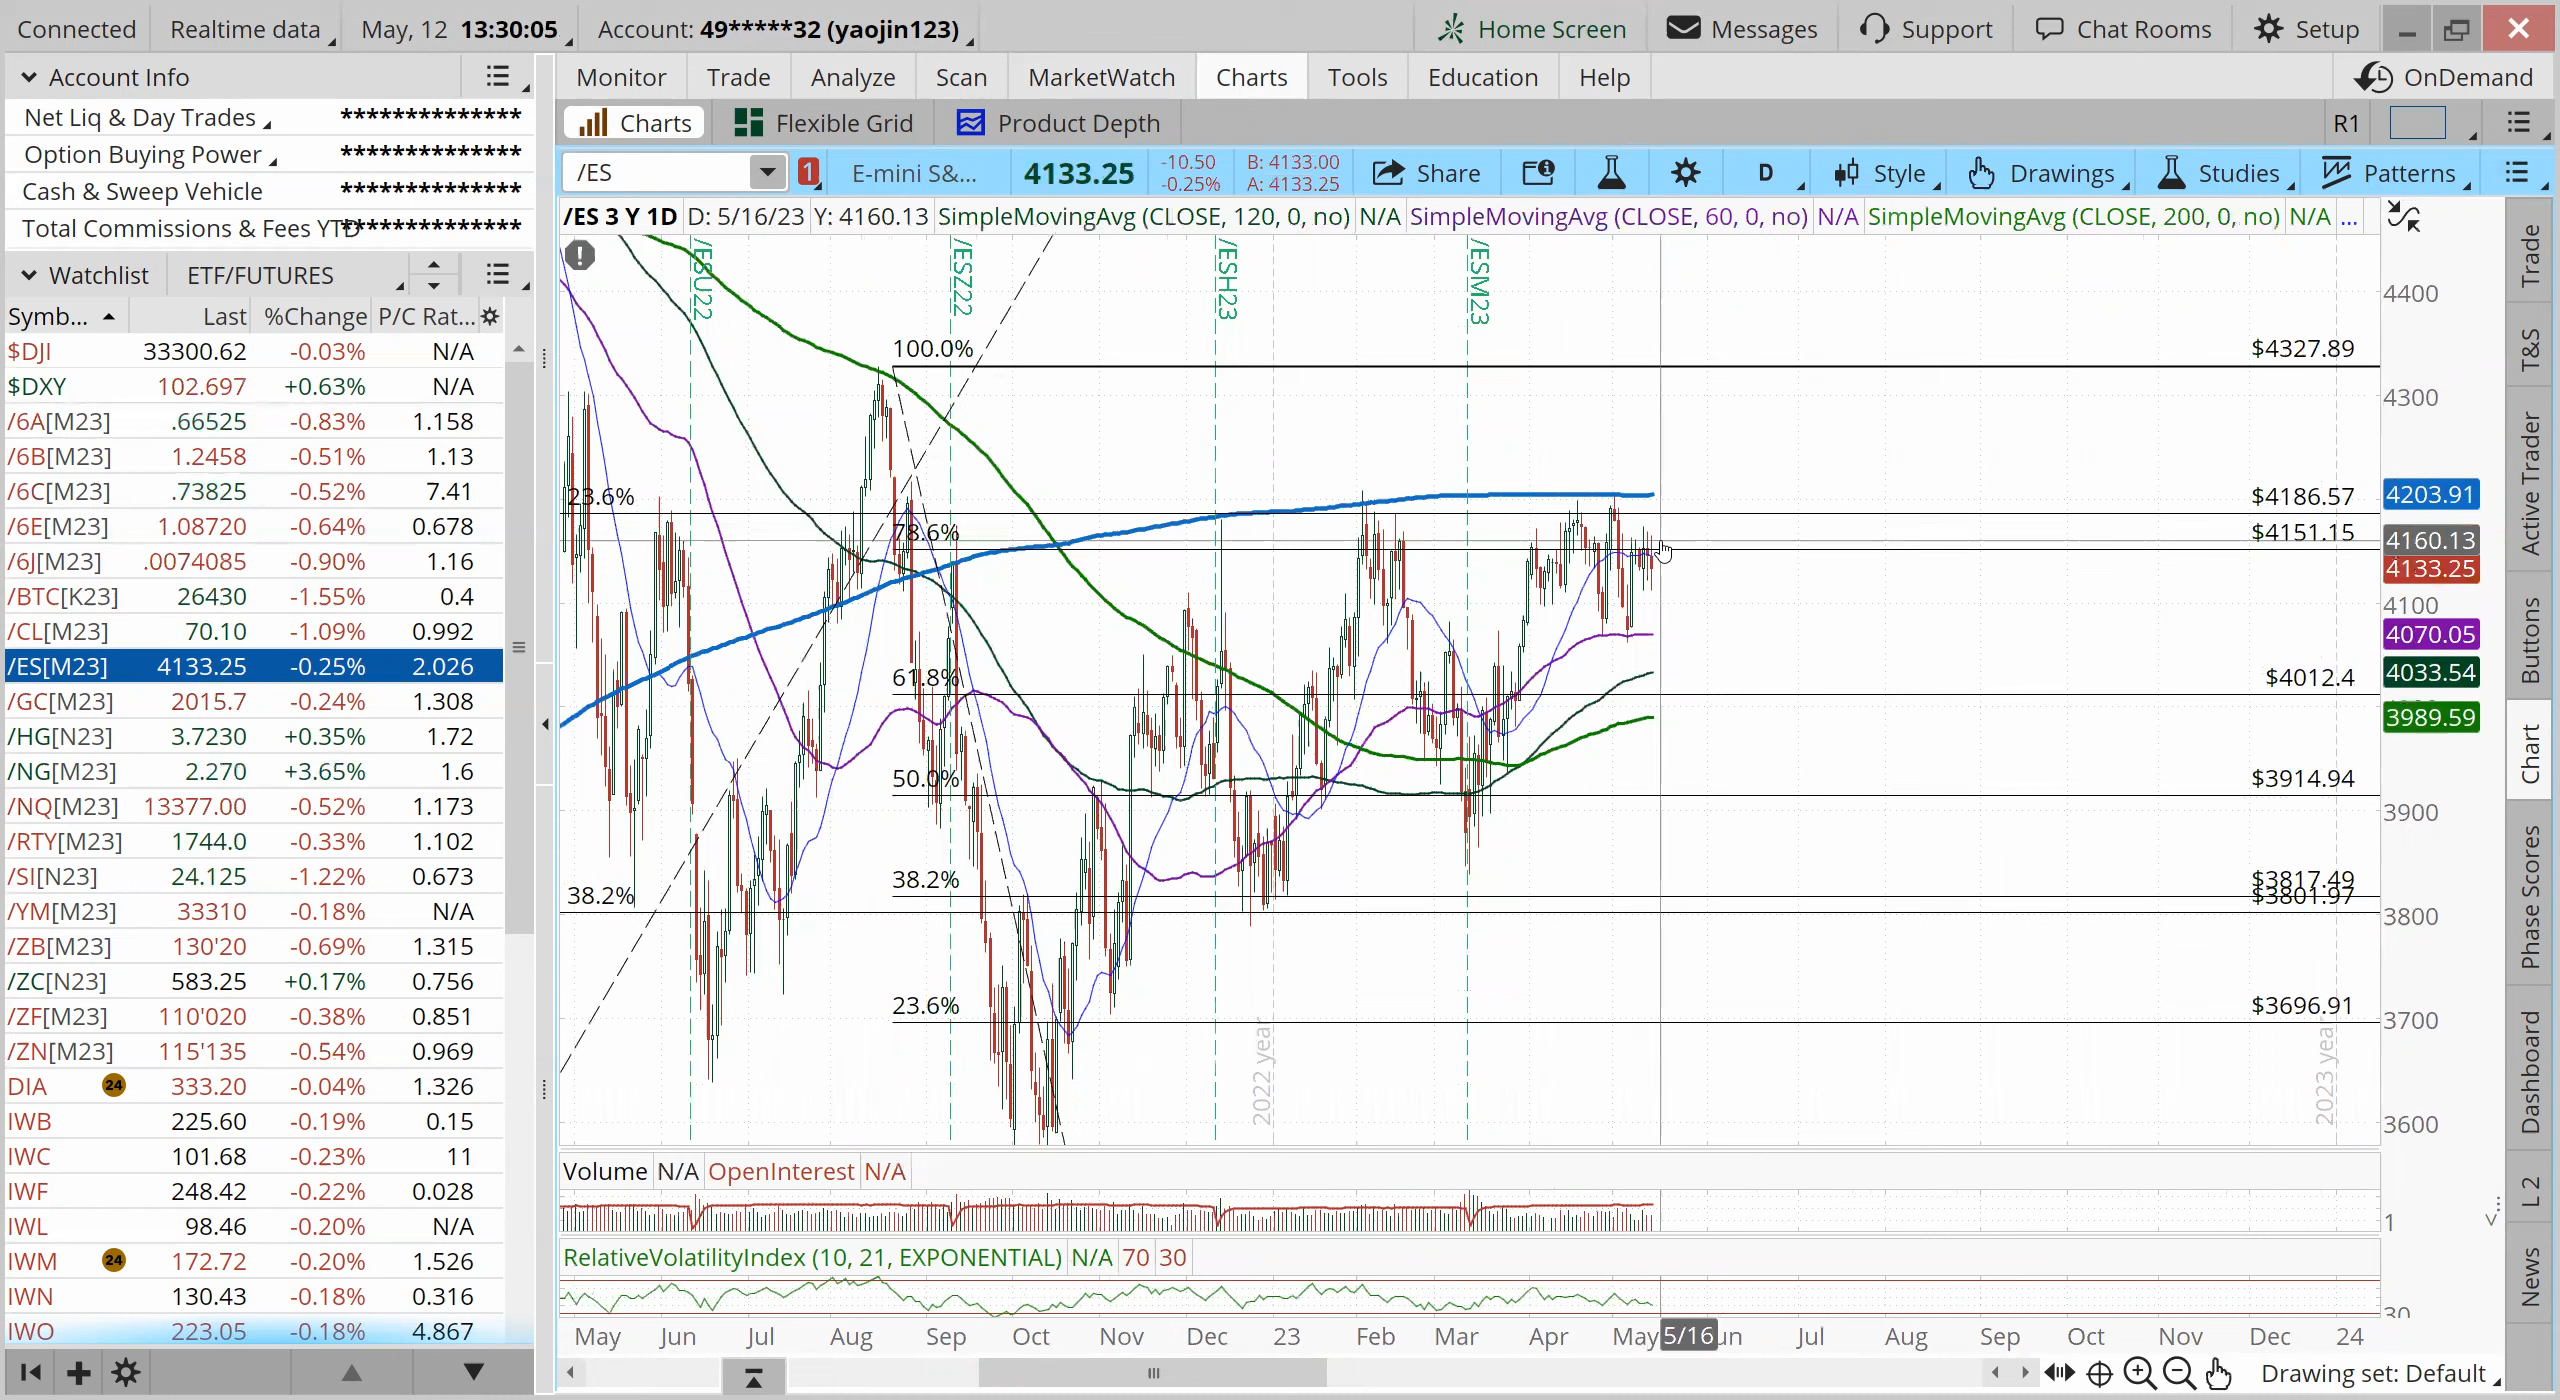 Connected Realtime data May, 12 13:30:05 Account: 49*****32 (yaojin123) Home Screen Messages Support Chat Rooms Setup
Account Info
Net Liq & Day Trades **************
Option Buying Power **************
Cash & Sweep Vehicle **************
Total Commissions & Fees YTD **************
Watchlist ETF/FUTURES
Symb... Last %Change P/C Rat...
$DJI 33300.62 -0.03% N/A
$DXY 102.697 +0.63% N/A
/6A[M23] .66525 -0.83% 1.158
/6B[M23] 1.2458 -0.51% 1.13
/6C[M23] .73825 -0.52% 7.41
/6E[M23] 1.08720 -0.64% 0.678
/6J[M23] .0074085 -0.90% 1.16
/BTC[K23] 26430 -1.55% 0.4
/CL[M23] 70.10 -1.09% 0.992
/ES[M23] 4133.25 -0.25% 2.026
/GC[M23] 2015.7 -0.24% 1.308
/HG[N23] 3.7230 +0.35% 1.72
/NG[M23] 2.270 +3.65% 1.6
/NQ[M23] 13377.00 -0.52% 1.173
/RTY[M23] 1744.0 -0.33% 1.102
/SI[N23] 24.125 -1.22% 0.673
/YM[M23] 33310 -0.18% N/A
/ZB[M23] 130'20 -0.69% 1.315
/ZC[N23] 583.25 +0.17% 0.756
/ZF[M23] 110'020 -0.38% 0.851
/ZN[M23] 115'135 -0.54% 0.969
DIA 24 333.20 -0.04% 1.326
IWB 225.60 -0.19% 0.15
IWC 101.68 -0.23% 11
IWF 248.42 -0.22% 0.028
IWL 98.46 -0.20% N/A
IWM 24 172.72 -0.20% 1.526
IWN 130.43 -0.18% 0.316
IWO 223.05 -0.18% 4.867
Monitor Trade Analyze Scan MarketWatch Charts Tools Education Help OnDemand
Charts Flexible Grid Product Depth R1
/ES 1 E-mini S&... 4133.25 -10.50 B: 4133.00 Share D Style Drawings Studies Patterns
-0.25% A: 4133.25
/ES 3 Y 1D D: 5/16/23 Y: 4160.13 SimpleMovingAvg (CLOSE, 120, 0, no) N/A SimpleMovingAvg (CLOSE, 60, 0, no) N/A SimpleMovingAvg (CLOSE, 200, 0, no) N/A ...
/ESU22 /ESZ22 /ESH23 /ESM23
4400
100.0% $4327.89
4300
23.6% $4186.57 4203.91
78.6% $4151.15 4160.13
4133.25
4100
4070.05
61.8% $4012.4 4033.54
3989.59
50.0% $3914.94
3900
38.2% $3817.49
38.2% $3801.97
3800
23.6% $3696.91
3700
2022 year 2023 year
3600
Volume N/A OpenInterest N/A
1
RelativeVolatilityIndex (10, 21, EXPONENTIAL) N/A 70 30
30
May Jun Jul Aug Sep Oct Nov Dec 23 Feb Mar Apr May 5/16 un Jul Aug Sep Oct Nov Dec 24
Drawing set: Default
Trade
T&S
Active Trader
Buttons
Chart
Phase Scores
Dashboard
L 2
News